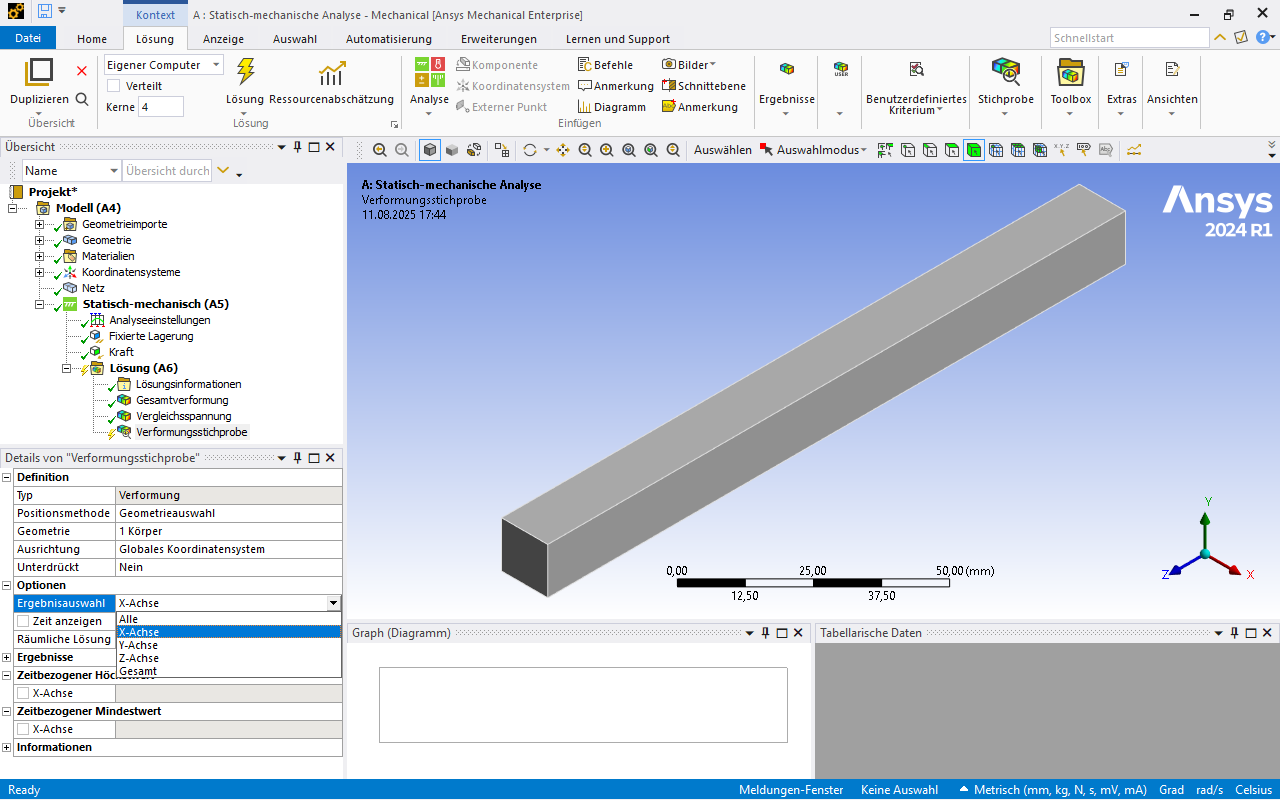 Kontext
A : Statisch-mechanische Analyse - Mechanical [Ansys Mechanical Enterprise]
Datei
Home
Lösung
Anzeige
Auswahl
Automatisierung
Erweiterungen
Lernen und Support
Schnellstart
Duplizieren
Übersicht
Eigener Computer
Verteilt
Kerne 4
Lösung
Ressourcenabschätzung
Lösung
Analyse
Komponente
Koordinatensystem
Externer Punkt
Befehle
Anmerkung
Diagramm
Bilder
Schnittebene
Anmerkung
Einfügen
Ergebnisse
USER
Benutzerdefiniertes
Kriterium
Stichprobe
Toolbox
Extras
Ansichten
Übersicht
Name
Übersicht durch
Auswählen
Auswahlmodus
Projekt*
Modell (A4)
Geometrieimporte
Geometrie
Materialien
Koordinatensysteme
Netz
Statisch-mechanisch (A5)
Analyseeinstellungen
Fixierte Lagerung
Kraft
Lösung (A6)
Lösungsinformationen
Gesamtverformung
Vergleichsspannung
Verformungsstichprobe
Details von "Verformungsstichprobe"
Definition
Typ Verformung
Positionsmethode Geometrieauswahl
Geometrie 1 Körper
Ausrichtung Globales Koordinatensystem
Unterdrückt Nein
Optionen
Ergebnisauswahl X-Achse
Zeit anzeigen
Räumliche Lösung
Alle
X-Achse
Y-Achse
Z-Achse
Gesamt
Ergebnisse
Zeitbezogener
X-Achse
Zeitbezogener Mindestwert
X-Achse
Informationen
A: Statisch-mechanische Analyse
Verformungsstichprobe
11.08.2025 17:44
Ansys
2024 R1
0,00 25,00 50,00 (mm)
12,50 37,50
Y
Z
X
Graph (Diagramm)
Tabellarische Daten
Ready
Meldungen-Fenster
Keine Auswahl
Metrisch (mm, kg, N, s, mV, mA)
Grad
rad/s
Celsius